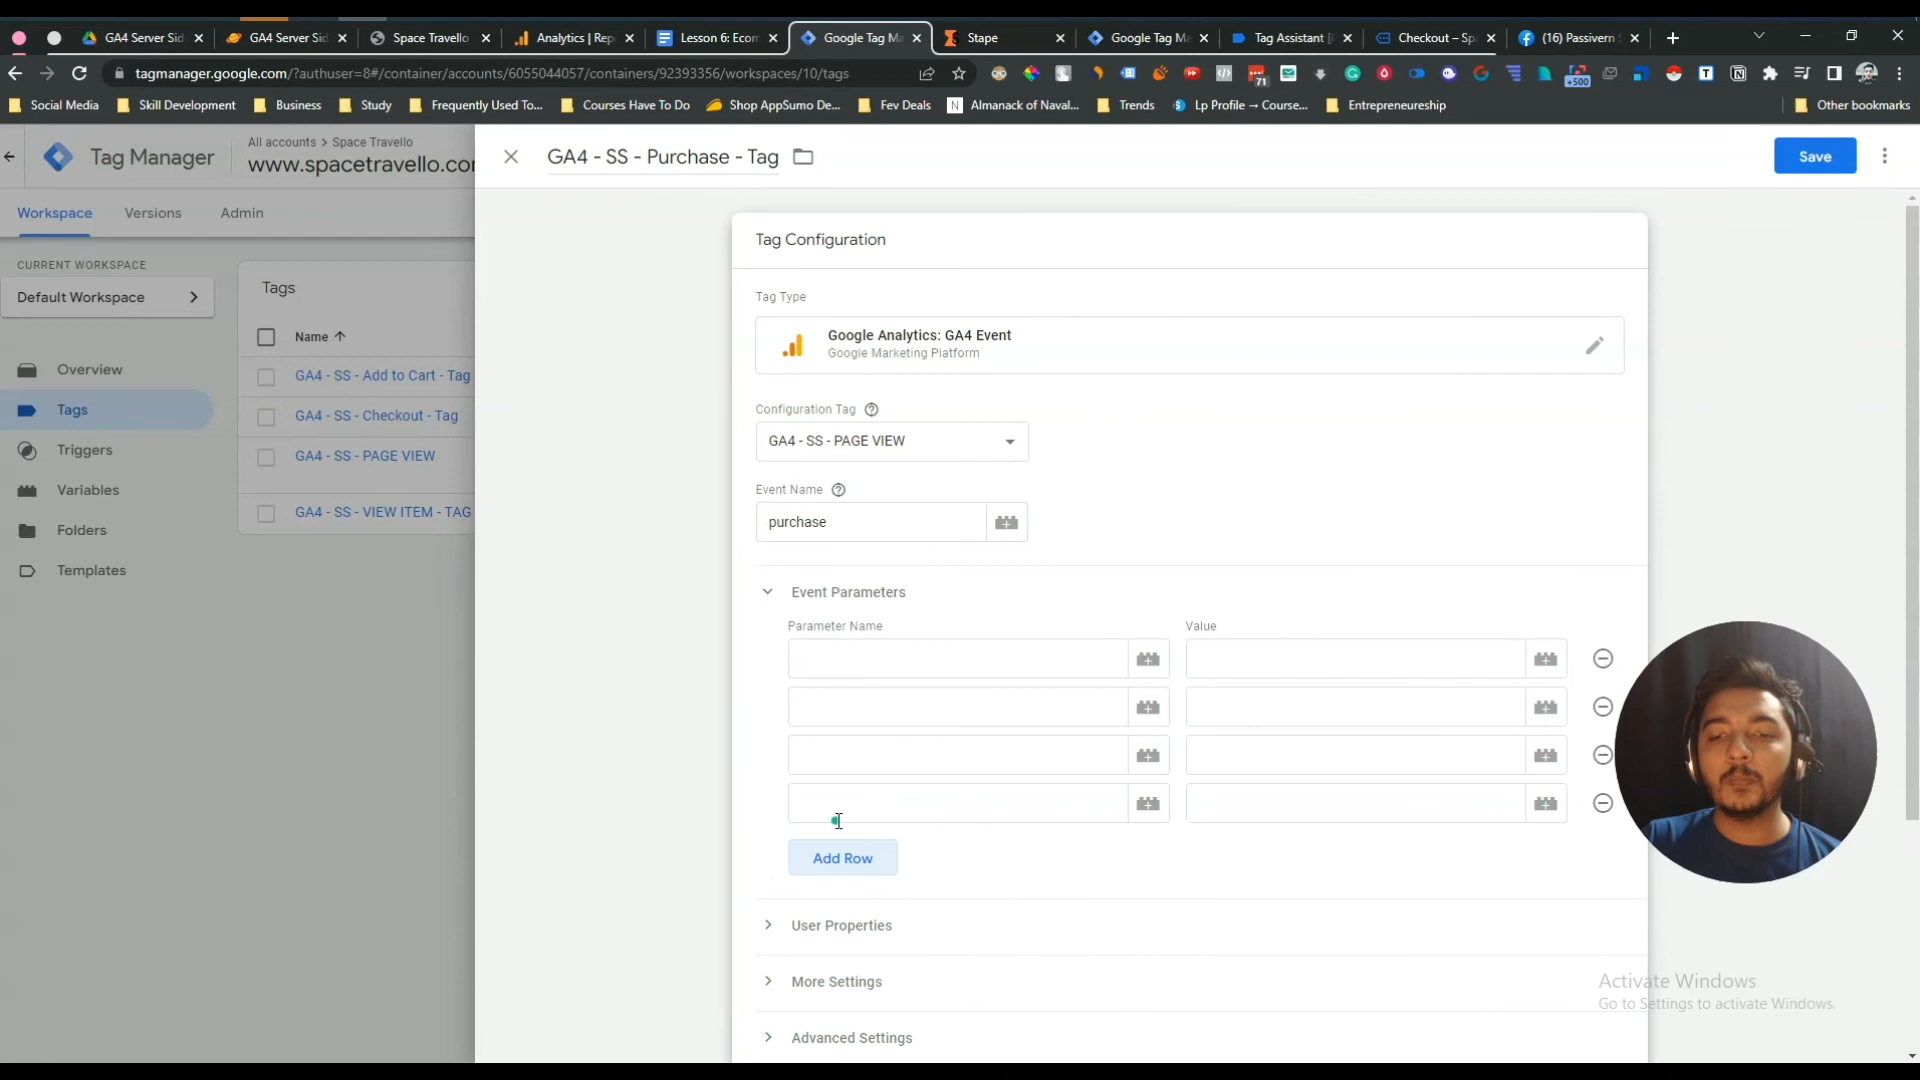 GA4 Server Sid
GA4 Server Sid
Space Travello
Analytics | Rep
Lesson 6: Ecom
Google Tag Ma
Stape
Google Tag Ma
Tag Assistant [
Checkout – Sp
(16) Passivern
tagmanager.google.com/?authuser=8#/container/accounts/6055044057/containers/92393356/workspaces/10/tags
71
+500
Social Media
Skill Development
Business
Study
Frequently Used To...
Courses Have To Do
Shop AppSumo De...
Fev Deals
Almanack of Naval...
Trends
Lp Profile → Course...
Entrepreneurship
Other bookmarks
Tag Manager
All accounts > Space Travello
www.spacetravello.com
GA4 - SS - Purchase - Tag
Save
Workspace
Versions
Admin
CURRENT WORKSPACE
Default Workspace
Overview
Tags
Triggers
Variables
Folders
Templates
Tags
Name
GA4 - SS - Add to Cart - Tag
GA4 - SS - Checkout - Tag
GA4 - SS - PAGE VIEW
GA4 - SS - VIEW ITEM - TAG
Tag Configuration
Tag Type
Google Analytics: GA4 Event
Google Marketing Platform
Configuration Tag
GA4 - SS - PAGE VIEW
Event Name
purchase
Event Parameters
Parameter Name
Value
Add Row
User Properties
More Settings
Advanced Settings
Activate Windows
Go to Settings to activate Windows.